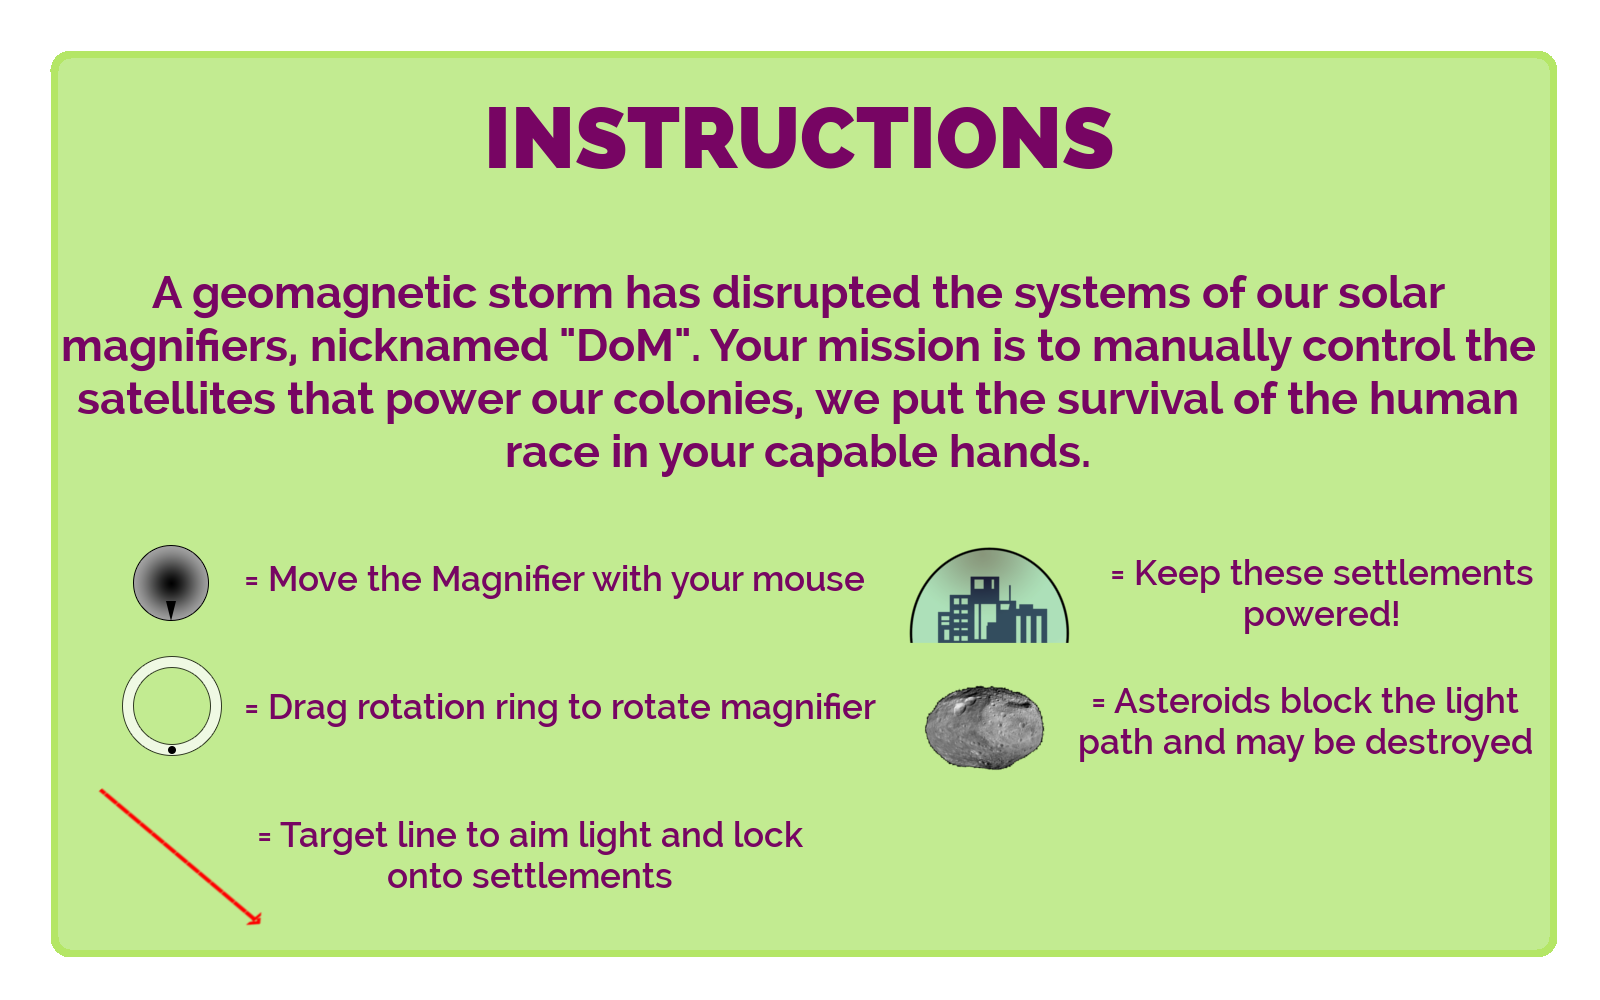 INSTRUCTIONS
A geomagnetic storm has disrupted the systems of our solar
magnifiers, nicknamed "DoM". Your mission is to manually control the
satellites that power our colonies, we put the survival of the human
race in your capable hands.
= Move the Magnifier with your mouse
= Drag rotation ring to rotate magnifier
= Target line to aim light and lock
onto settlements
= Keep these settlements
powered!
= Asteroids block the light
path and may be destroyed